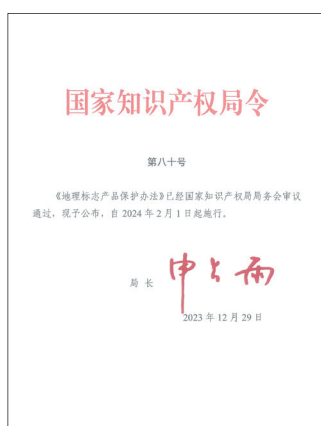 国家知识产权局令
第八十号
《地理标志产品保护办法》已经国家知识产权局局务会审议
通过，现予公布，自 2024 年 2 月 1 日起施行。
局 长 申长雨
2023 年 12 月 29 日